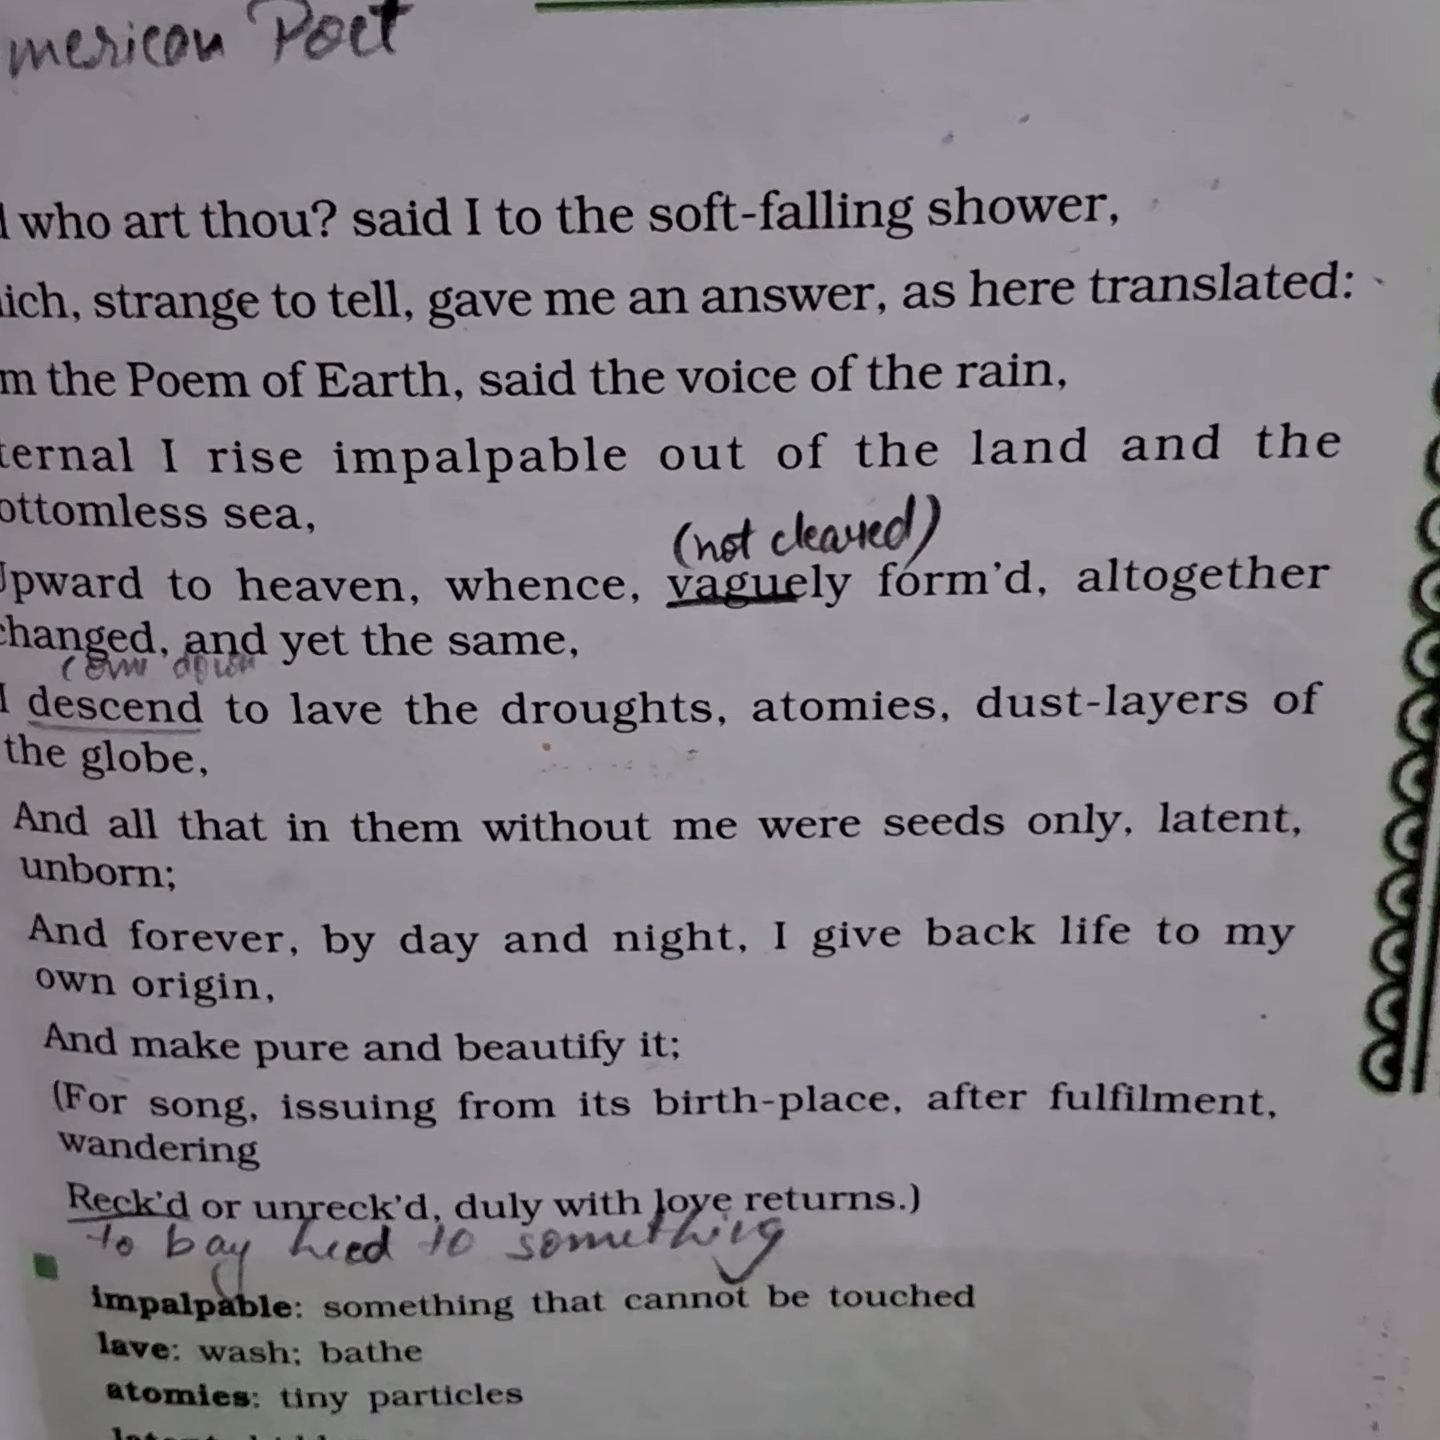 merican Poet
who art thou? said I to the soft-falling shower,
ich, strange to tell, gave me an answer, as here translated:
m the Poem of Earth, said the voice of the rain,
ternal I rise impalpable out of the land and the
ottomless sea,
(not cleared)
Upward to heaven, whence, vaguely form'd, altogether
changed, and yet the same,
come down
I descend to lave the droughts, atomies, dust-layers of
the globe,
And all that in them without me were seeds only, latent,
unborn;
And forever, by day and night, I give back life to my
own origin,
And make pure and beautify it;
(For song, issuing from its birth-place, after fulfilment,
wandering
Reck'd or unreck'd, duly with love returns.)
to bay heed to something
impalpable: something that cannot be touched
lave: wash; bathe
atomies: tiny particles